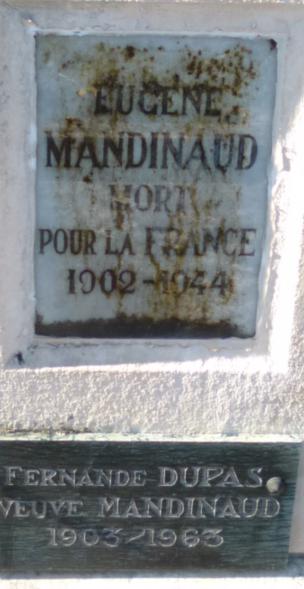 EUGENE
MANDINAUD
MORT
POUR LA FRANCE
1902-1944
FERNANDE DUPAS
VEUVE MANDINAUD
1903-1963